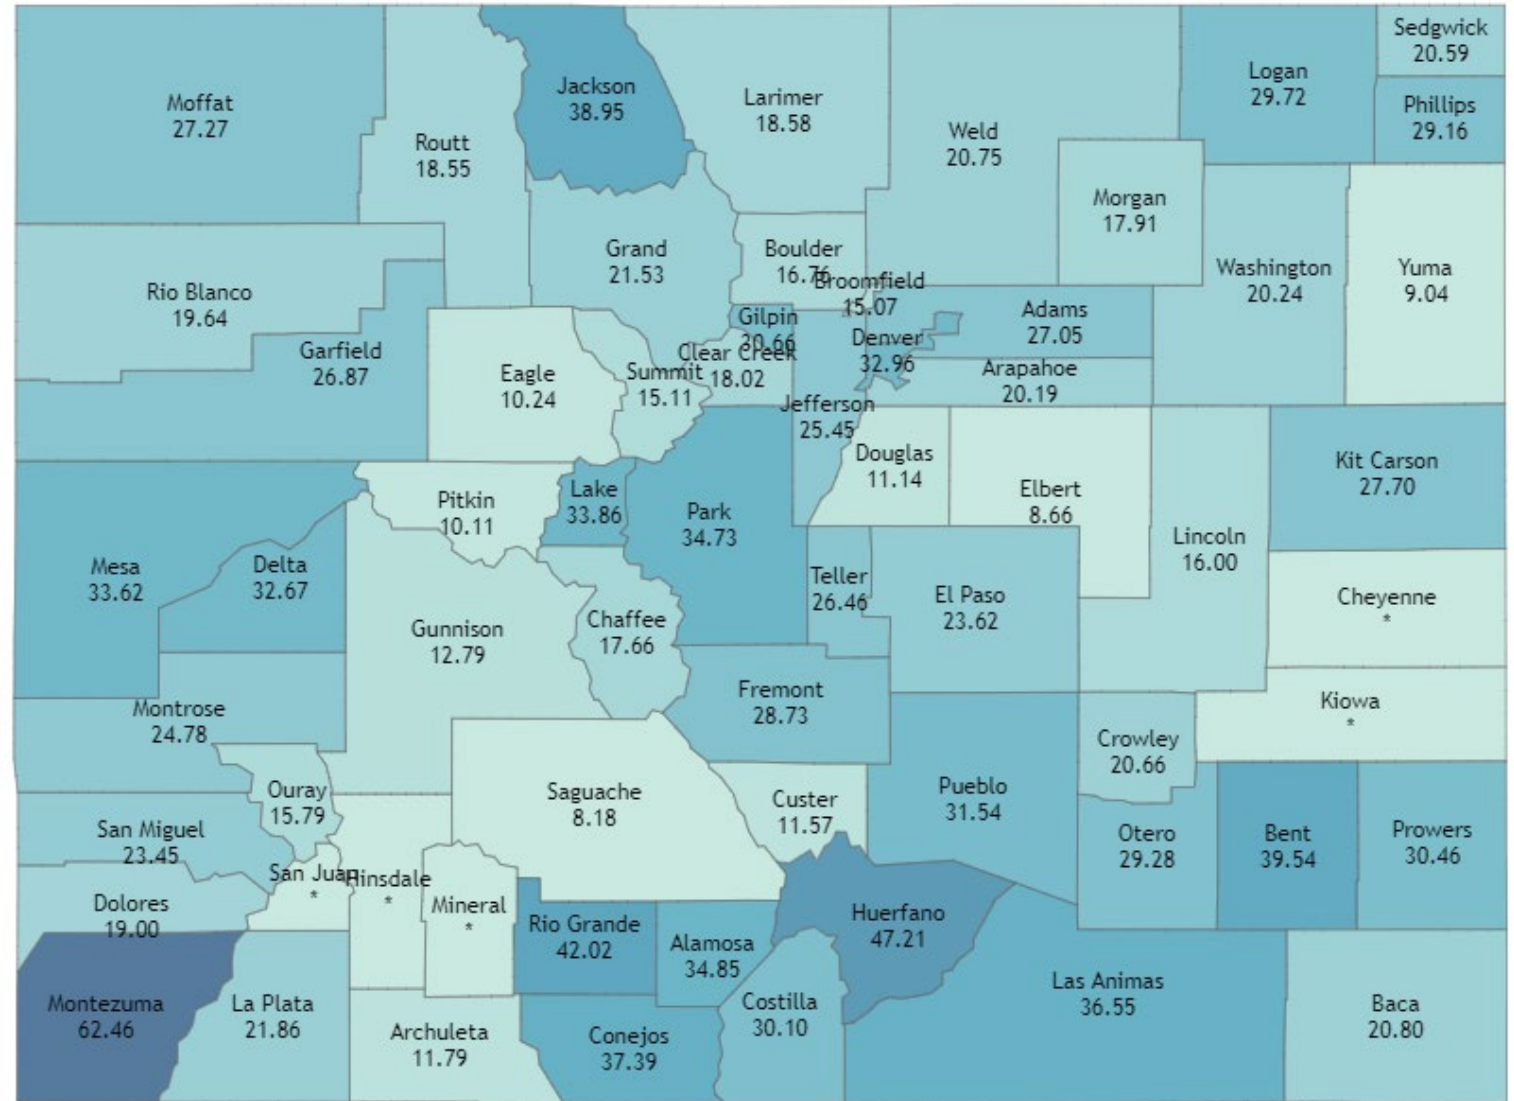 Sedgwick
20.59
Logan
29.72
Jackson
38.95
Larimer
18.58
Moffat
27.27
Phillips
29.16
Weld
20.75
Routt
18.55
Morgan
17.91
Grand
21.53
Boulder
16.76
Washington
20.24
Yuma
9.04
Rio Blanco
19.64
Broomfield
15.07
Gilpin
30.66
Adams
27.05
Denver
32.96
Garfield
26.87
Clear Creek
18.02
Arapahoe
20.19
Eagle
10.24
Summit
15.11
Jefferson
25.45
Douglas
11.14
Kit Carson
27.70
Lake
33.86
Elbert
8.66
Pitkin
10.11
Park
34.73
Lincoln
16.00
Mesa
33.62
Delta
32.67
Teller
26.46
El Paso
23.62
Cheyenne
*
Chaffee
17.66
Gunnison
12.79
Fremont
28.73
Kiowa
*
Montrose
24.78
Crowley
20.66
Ouray
15.79
Saguache
8.18
Custer
11.57
Pueblo
31.54
San Miguel
23.45
Otero
29.28
Bent
39.54
Prowers
30.46
San Juan
*
Hinsdale
*
Mineral
*
Dolores
19.00
Rio Grande
42.02
Huerfano
47.21
Alamosa
34.85
Las Animas
36.55
Montezuma
62.46
La Plata
21.86
Costilla
30.10
Baca
20.80
Archuleta
11.79
Conejos
37.39